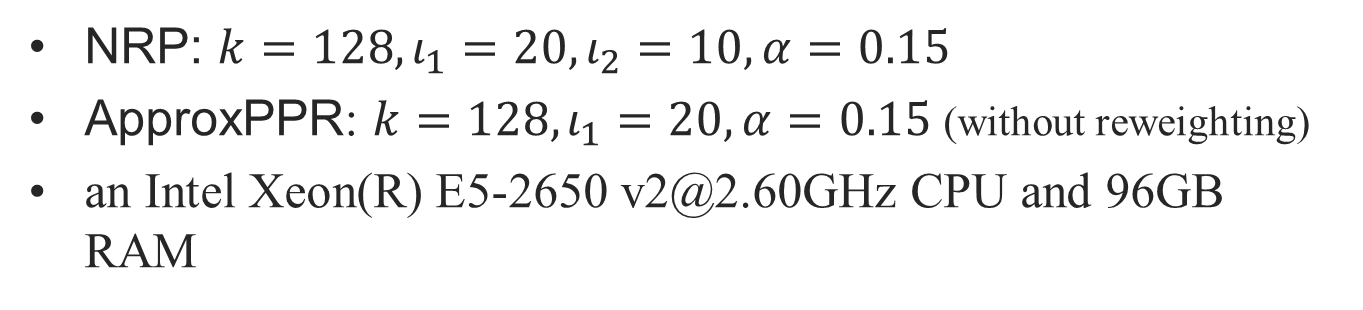 • NRP: 𝑘 = 128, 𝜄₁ = 20, 𝜄₂ = 10, 𝛼 = 0.15
• ApproxPPR: 𝑘 = 128, 𝜄₁ = 20, 𝛼 = 0.15 (without reweighting)
• an Intel Xeon(R) E5-2650 v2@2.60GHz CPU and 96GB
RAM